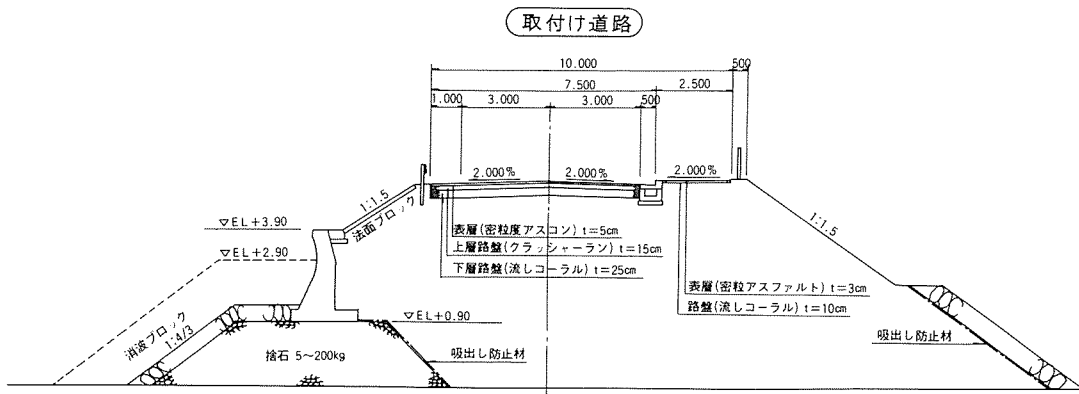 取付け道路
10.000
500
7.500
2.500
1.000
3.000
3.000
500
2.000%
2.000%
2.000%
1:1.5
法面ブロック
1:1.5
▽EL+3.90
▽EL+2.90
表層(密粒度アスコン) t=5cm
上層路盤(クラッシャーラン) t=15cm
下層路盤(流しコーラル) t=25cm
表層(密粒アスファルト) t=3cm
路盤(流しコーラル) t=10cm
▽EL+0.90
消波ブロック
1:4/3
捨石 5~200kg
吸出し防止材
吸出し防止材